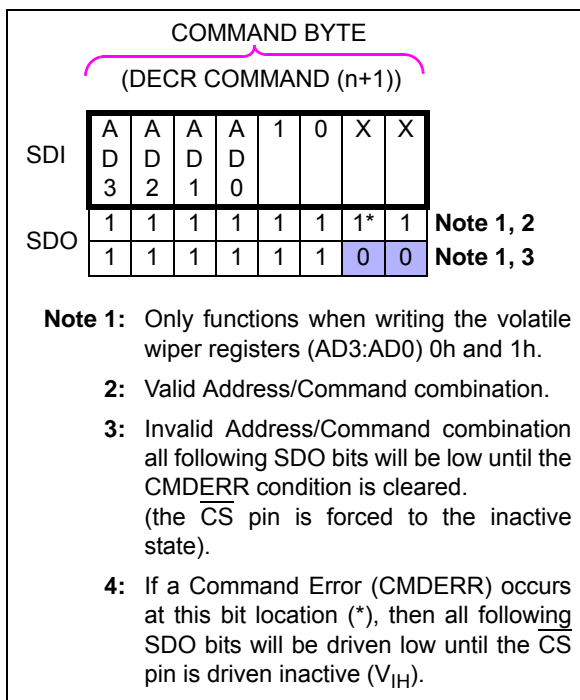 COMMAND BYTE
(DECR COMMAND (n+1))
SDI
A A A A 1 0 X X
D D D D
3 2 1 0
SDO
1 1 1 1 1 1 1* 1 Note 1, 2
1 1 1 1 1 1 0 0 Note 1, 3
Note 1: Only functions when writing the volatile
wiper registers (AD3:AD0) 0h and 1h.
2: Valid Address/Command combination.
3: Invalid Address/Command combination
all following SDO bits will be low until the
CMDERR condition is cleared.
(the C̅S̅ pin is forced to the inactive
state).
4: If a Command Error (CMDERR) occurs
at this bit location (*), then all following
SDO bits will be driven low until the C̅S̅
pin is driven inactive (VIH).